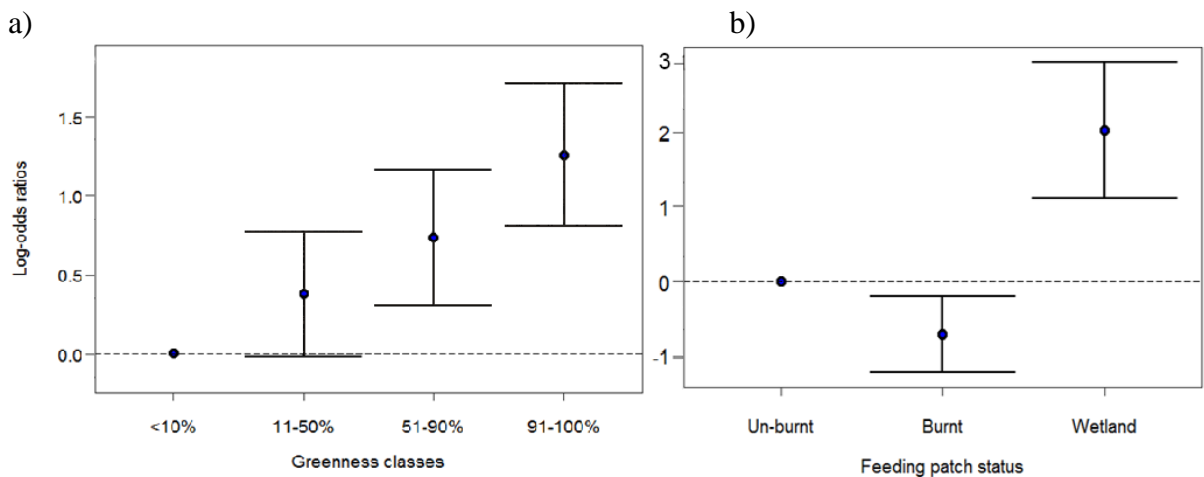 a)
Log-odds ratios
1.5
1.0
0.5
0.0
<10%
11-50%
51-90%
91-100%
Greenness classes
b)
3
2
1
0
-1
Un-burnt
Burnt
Wetland
Feeding patch status